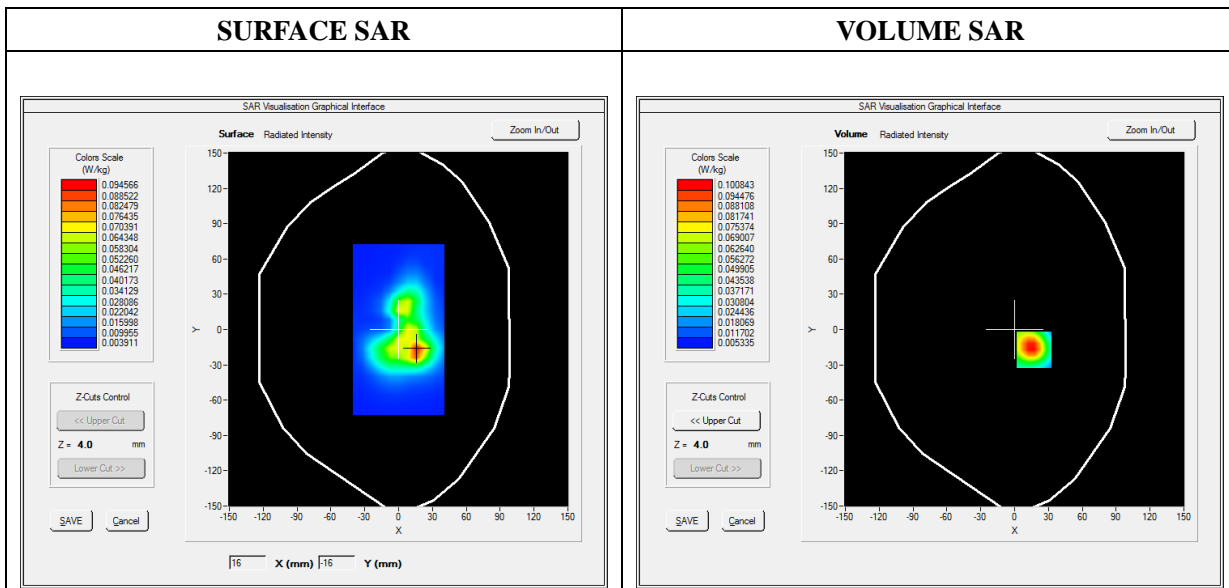 SURFACE SAR
VOLUME SAR
SAR Visualisation Graphical Interface
Surface Radiated Intensity
Zoom In/Out
Colors Scale
(W/kg)
0.094566
0.088522
0.082479
0.076435
0.070391
0.064348
0.058304
0.052260
0.046217
0.040173
0.034129
0.028086
0.022042
0.015998
0.009955
0.003911
Z-Cuts Control
<< Upper Cut
Z = 4.0 mm
Lower Cut >>
SAVE
Cancel
150
120
90
60
30
0
-30
-60
-90
-120
-150
Y
-150 -120 -90 -60 -30 0 30 60 90 120 150
X
16 X (mm) -16 Y (mm)
SAR Visualisation Graphical Interface
Volume Radiated Intensity
Zoom In/Out
Colors Scale
(W/kg)
0.100843
0.094476
0.088108
0.081741
0.075374
0.069007
0.062640
0.056272
0.049905
0.043538
0.037171
0.030804
0.024436
0.018069
0.011702
0.005335
Z-Cuts Control
<< Upper Cut
Z = 4.0 mm
Lower Cut >>
SAVE
Cancel
150
120
90
60
30
0
-30
-60
-90
-120
-150
Y
-150 -120 -90 -60 -30 0 30 60 90 120 150
X